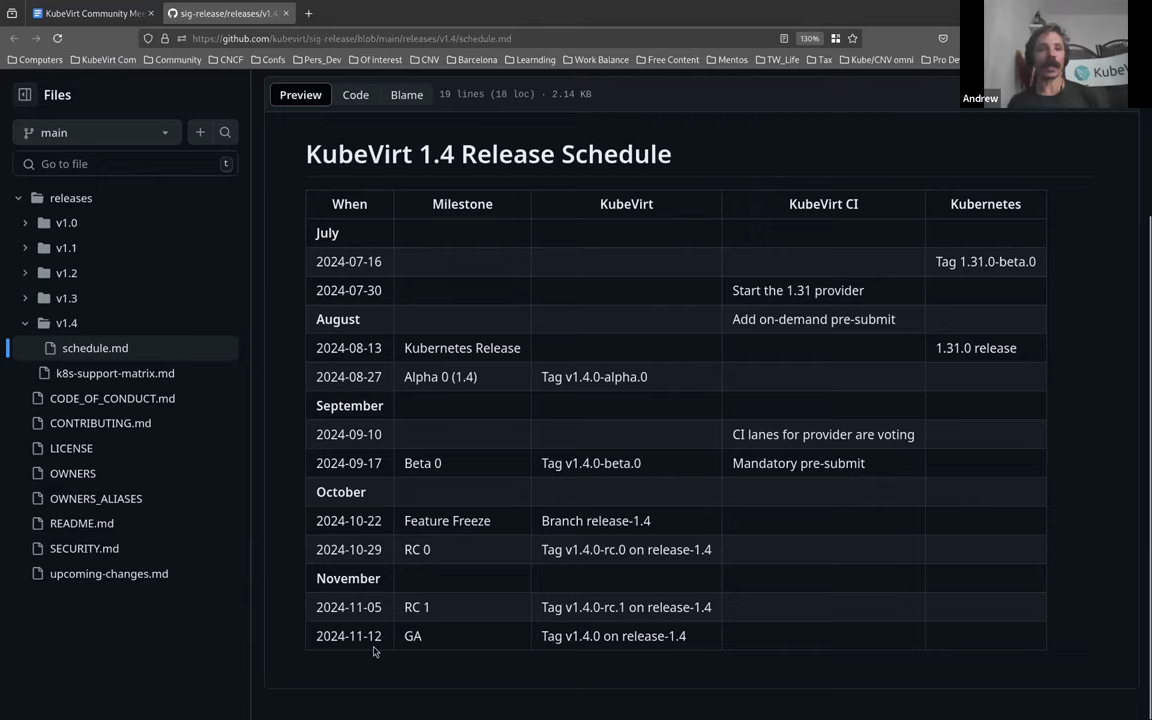 KubeVirt Community Me
sig-release/releases/v1.4
https://github.com/kubevirt/sig-release/blob/main/releases/v1.4/schedule.md
130%
Computers
KubeVirt Com
Community
CNCF
Confs
Pers_Dev
Of interest
CNV
Barcelona
Learnding
Work Balance
Free Content
Mentos
TW_Life
Tax
Kube/CNV omni
Pro De
KubeV
Andrew
Files
main
Go to file
t
releases
v1.0
v1.1
v1.2
v1.3
v1.4
schedule.md
k8s-support-matrix.md
CODE_OF_CONDUCT.md
CONTRIBUTING.md
LICENSE
OWNERS
OWNERS_ALIASES
README.md
SECURITY.md
upcoming-changes.md
Preview Code Blame 19 lines (18 loc) · 2.14 KB
KubeVirt 1.4 Release Schedule
When Milestone KubeVirt KubeVirt CI Kubernetes
July
2024-07-16 Tag 1.31.0-beta.0
2024-07-30 Start the 1.31 provider
August Add on-demand pre-submit
2024-08-13 Kubernetes Release 1.31.0 release
2024-08-27 Alpha 0 (1.4) Tag v1.4.0-alpha.0
September
2024-09-10 CI lanes for provider are voting
2024-09-17 Beta 0 Tag v1.4.0-beta.0 Mandatory pre-submit
October
2024-10-22 Feature Freeze Branch release-1.4
2024-10-29 RC 0 Tag v1.4.0-rc.0 on release-1.4
November
2024-11-05 RC 1 Tag v1.4.0-rc.1 on release-1.4
2024-11-12 GA Tag v1.4.0 on release-1.4